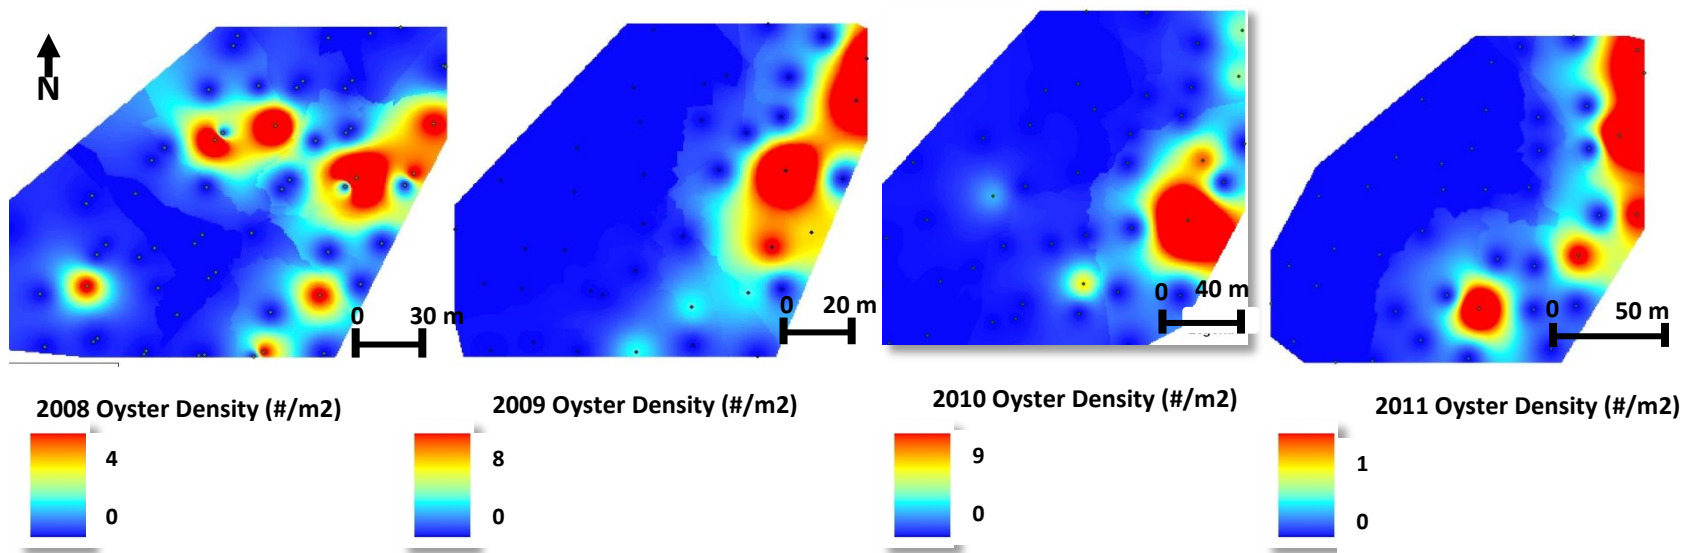 N
0 30 m
0 20 m
0 40 m
0 50 m
2008 Oyster Density (#/m2)
2009 Oyster Density (#/m2)
2010 Oyster Density (#/m2)
2011 Oyster Density (#/m2)
4
0
8
0
9
0
1
0